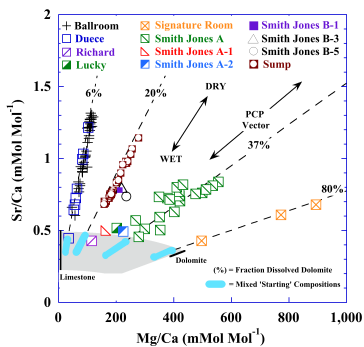 Ballroom
Deuce
Richard
Lucky
Signature Room
Smith Jones A
Smith Jones A-1
Smith Jones A-2
Smith Jones B-1
Smith Jones B-3
Smith Jones B-5
Sump
2
1.5
1
0.5
0
Sr/Ca (mMol Mol⁻¹)
6%
20%
DRY
WET
PCP
Vector
37%
80%
Limestone
Dolomite
(%) = Fraction Dissolved Dolomite
= Mixed 'Starting' Compositions
0
200
400
600
800
1,000
Mg/Ca (mMol Mol⁻¹)